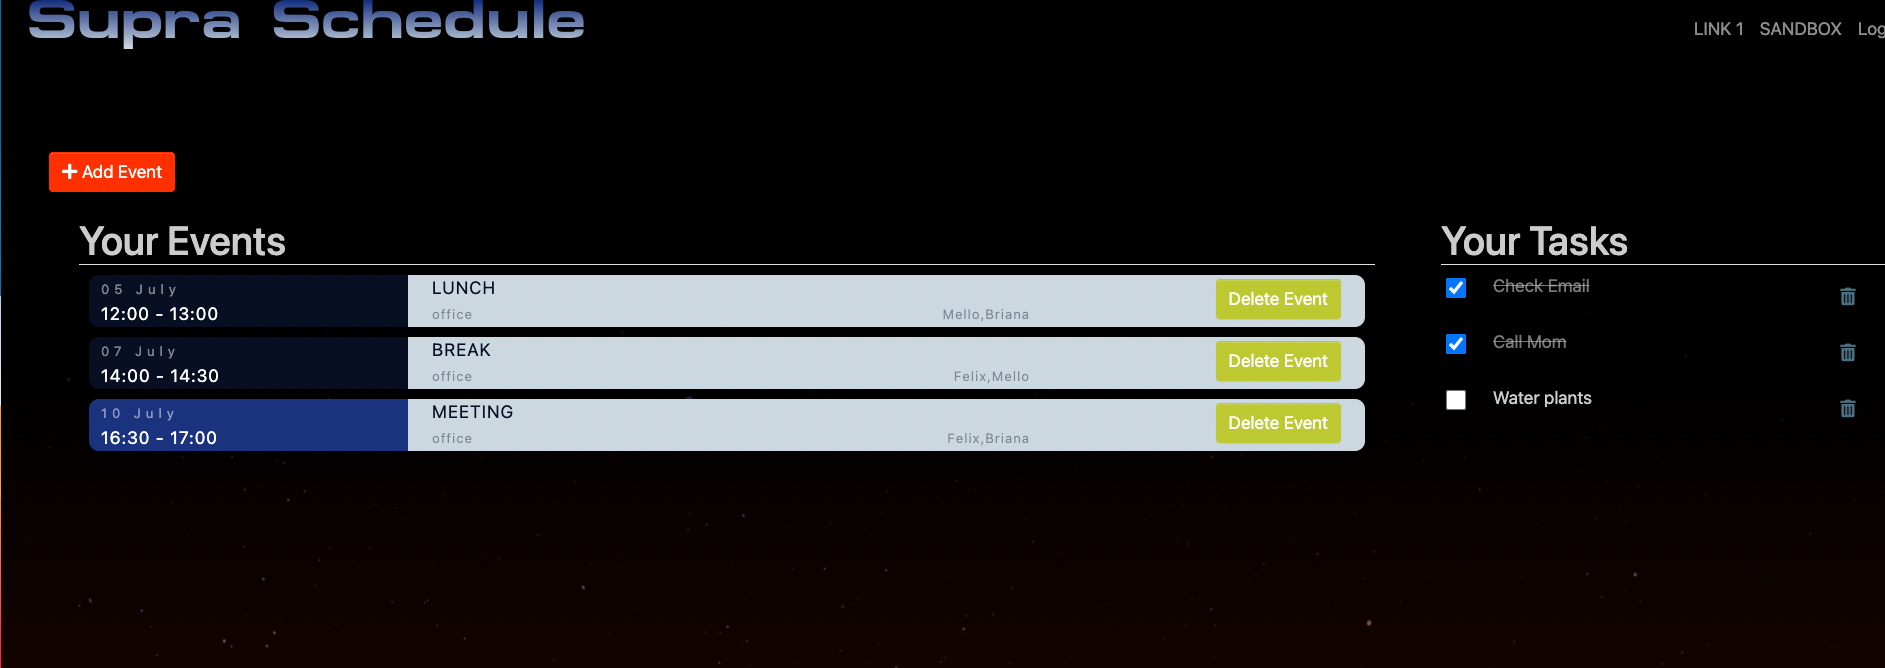 Supra Schedule
LINK 1 SANDBOX Log
Add Event
Your Events
05 July
12:00 - 13:00
LUNCH
office
Mello,Briana
Delete Event
07 July
14:00 - 14:30
BREAK
office
Felix,Mello
Delete Event
10 July
16:30 - 17:00
MEETING
office
Felix,Briana
Delete Event
Your Tasks
Check Email
Call Mom
Water plants